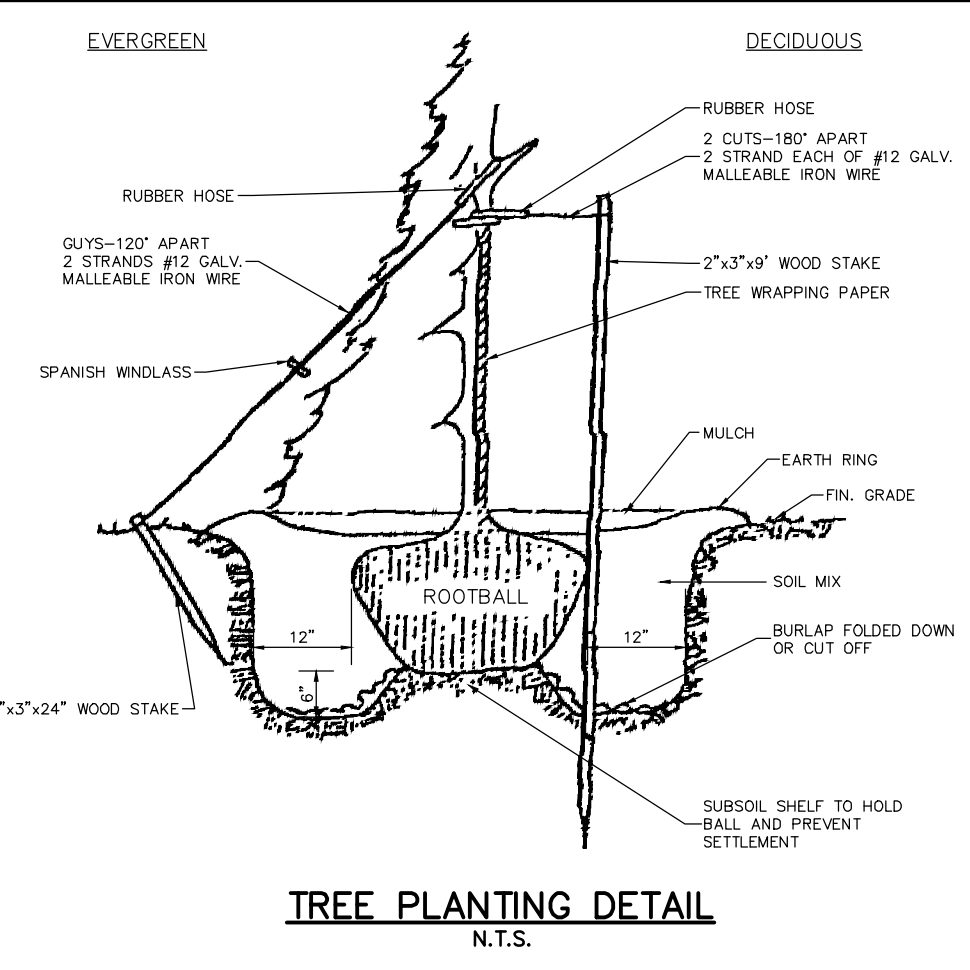 EVERGREEN
DECIDUOUS
RUBBER HOSE
2 CUTS-180° APART
2 STRAND EACH OF #12 GALV.
MALLEABLE IRON WIRE
RUBBER HOSE
GUYS-120° APART
2 STRANDS #12 GALV.
MALLEABLE IRON WIRE
2"x3"x9' WOOD STAKE
TREE WRAPPING PAPER
SPANISH WINDLASS
MULCH
EARTH RING
FIN. GRADE
SOIL MIX
ROOTBALL
12"
12"
BURLAP FOLDED DOWN
OR CUT OFF
6"
"x3"x24" WOOD STAKE
SUBSOIL SHELF TO HOLD
BALL AND PREVENT
SETTLEMENT
TREE PLANTING DETAIL
N.T.S.